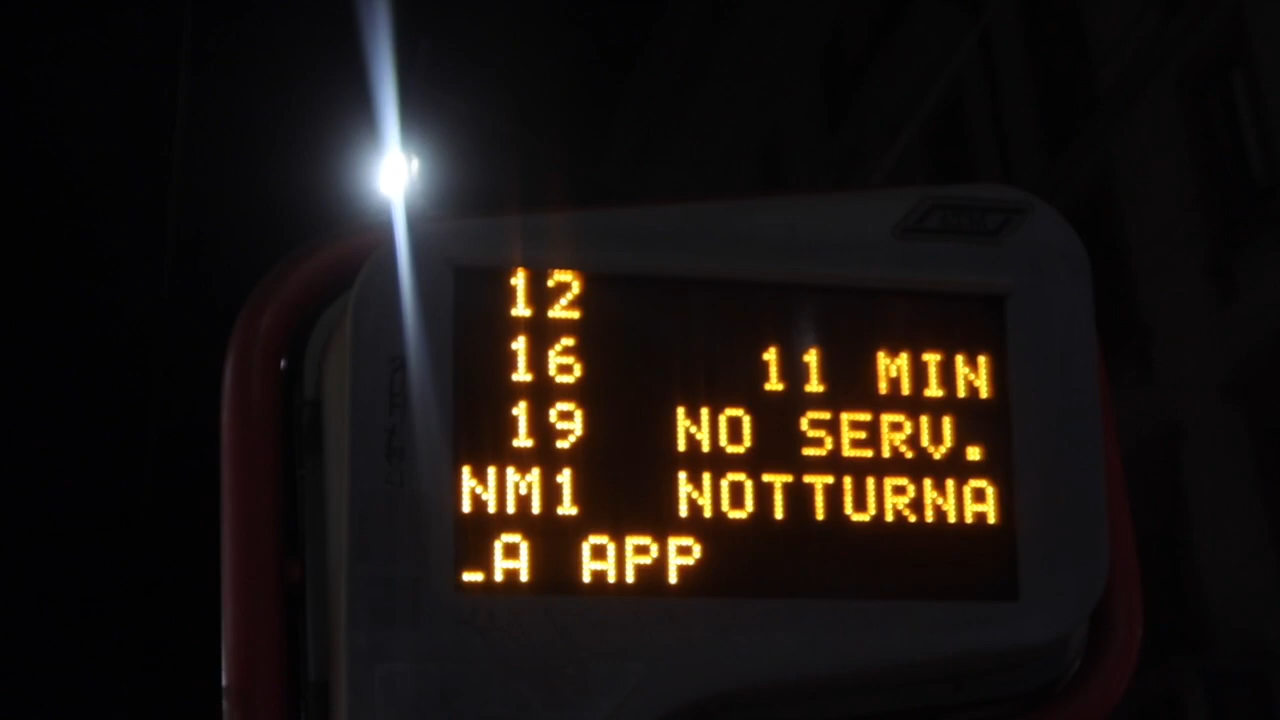 12
16 11 MIN
19 NO SERV.
NM1 NOTTURNA
_A APP